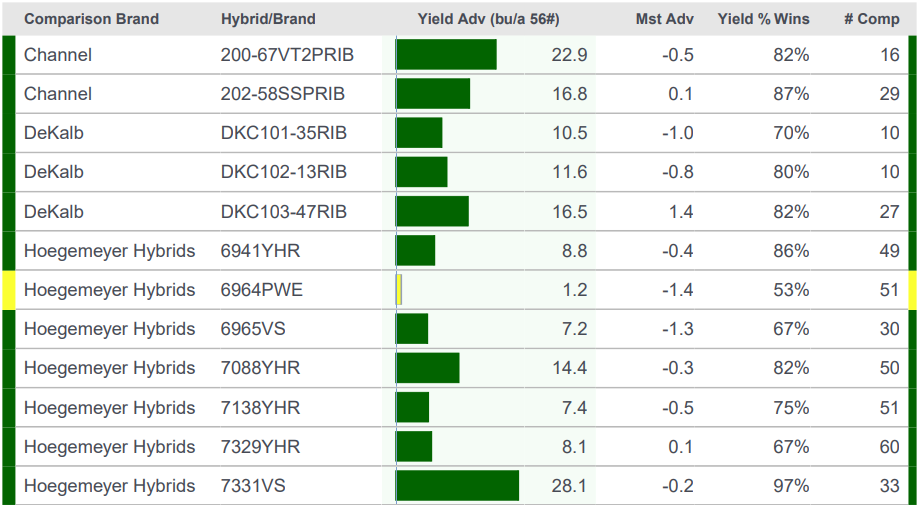 Comparison Brand Hybrid/Brand Yield Adv (bu/a 56#) Mst Adv Yield % Wins # Comp
Channel 200-67VT2PRIB 22.9 -0.5 82% 16
Channel 202-58SSPRIB 16.8 0.1 87% 29
DeKalb DKC101-35RIB 10.5 -1.0 70% 10
DeKalb DKC102-13RIB 11.6 -0.8 80% 10
DeKalb DKC103-47RIB 16.5 1.4 82% 27
Hoegemeyer Hybrids 6941YHR 8.8 -0.4 86% 49
Hoegemeyer Hybrids 6964PWE 1.2 -1.4 53% 51
Hoegemeyer Hybrids 6965VS 7.2 -1.3 67% 30
Hoegemeyer Hybrids 7088YHR 14.4 -0.3 82% 50
Hoegemeyer Hybrids 7138YHR 7.4 -0.5 75% 51
Hoegemeyer Hybrids 7329YHR 8.1 0.1 67% 60
Hoegemeyer Hybrids 7331VS 28.1 -0.2 97% 33